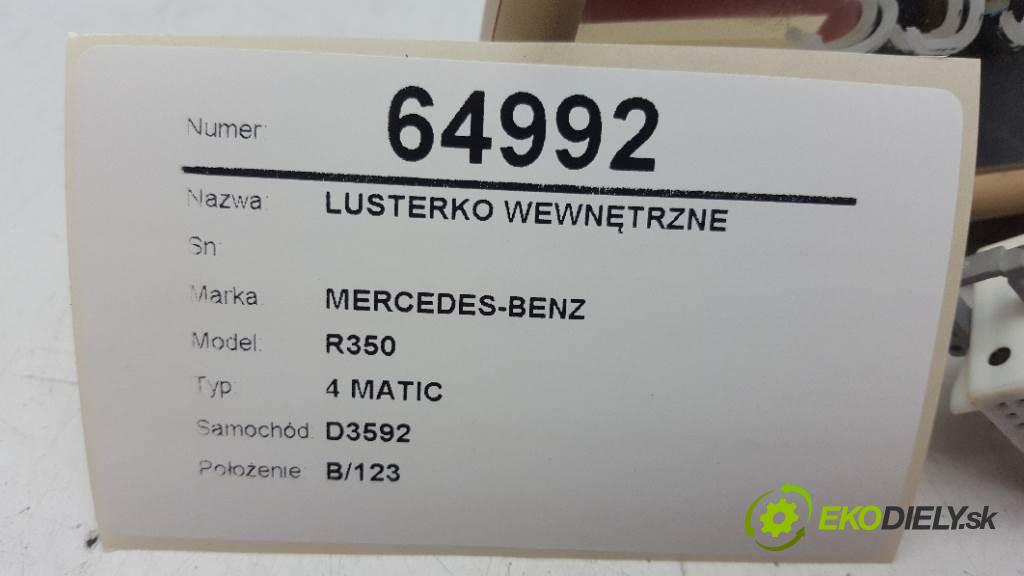 Numer: 64992
Nazwa: LUSTERKO WEWNĘTRZNE
Sn:
Marka: MERCEDES-BENZ
Model: R350
Typ 4 MATIC
Samochód: D3592
Położenie: B/123
EKODIELY.sk